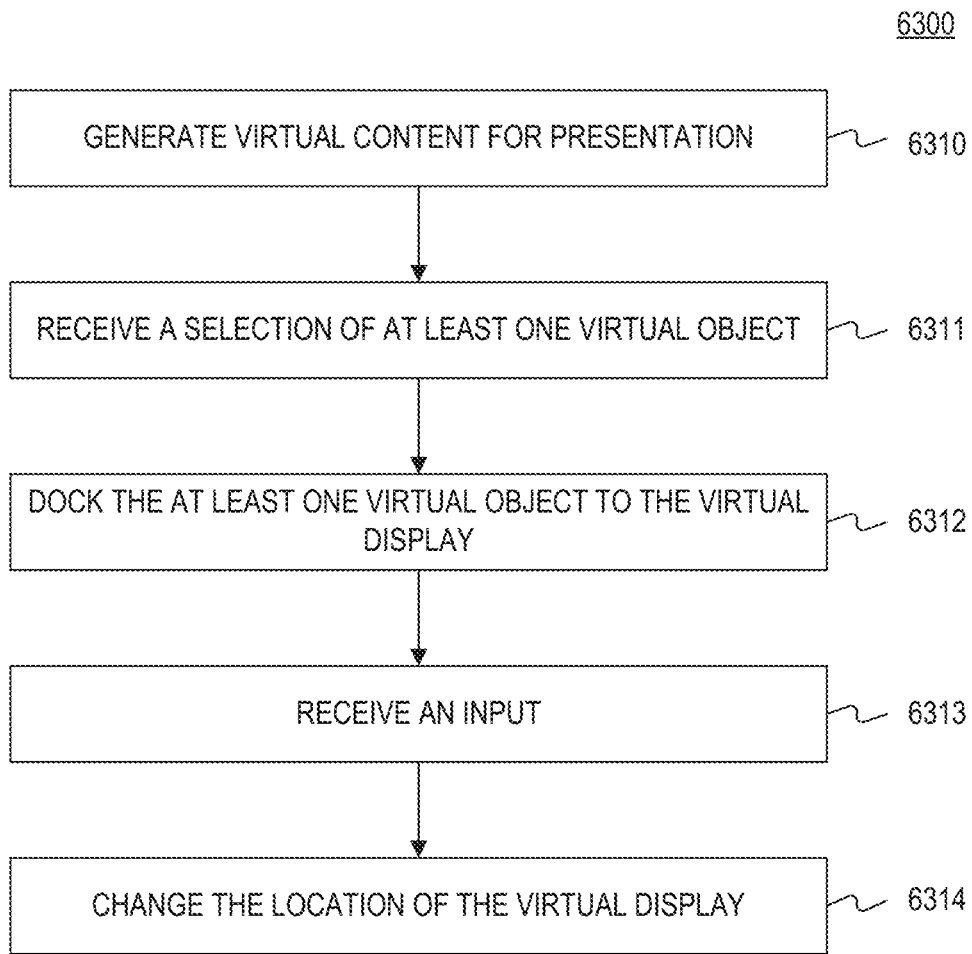 6300
GENERATE VIRTUAL CONTENT FOR PRESENTATION
6310
RECEIVE A SELECTION OF AT LEAST ONE VIRTUAL OBJECT
6311
DOCK THE AT LEAST ONE VIRTUAL OBJECT TO THE VIRTUAL
DISPLAY
6312
RECEIVE AN INPUT
6313
CHANGE THE LOCATION OF THE VIRTUAL DISPLAY
6314